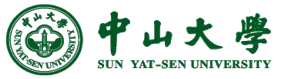 中山大學
SUN YAT-SEN UNIVERSITY
中山大學
SUN YAT-SEN UNIVERSITY